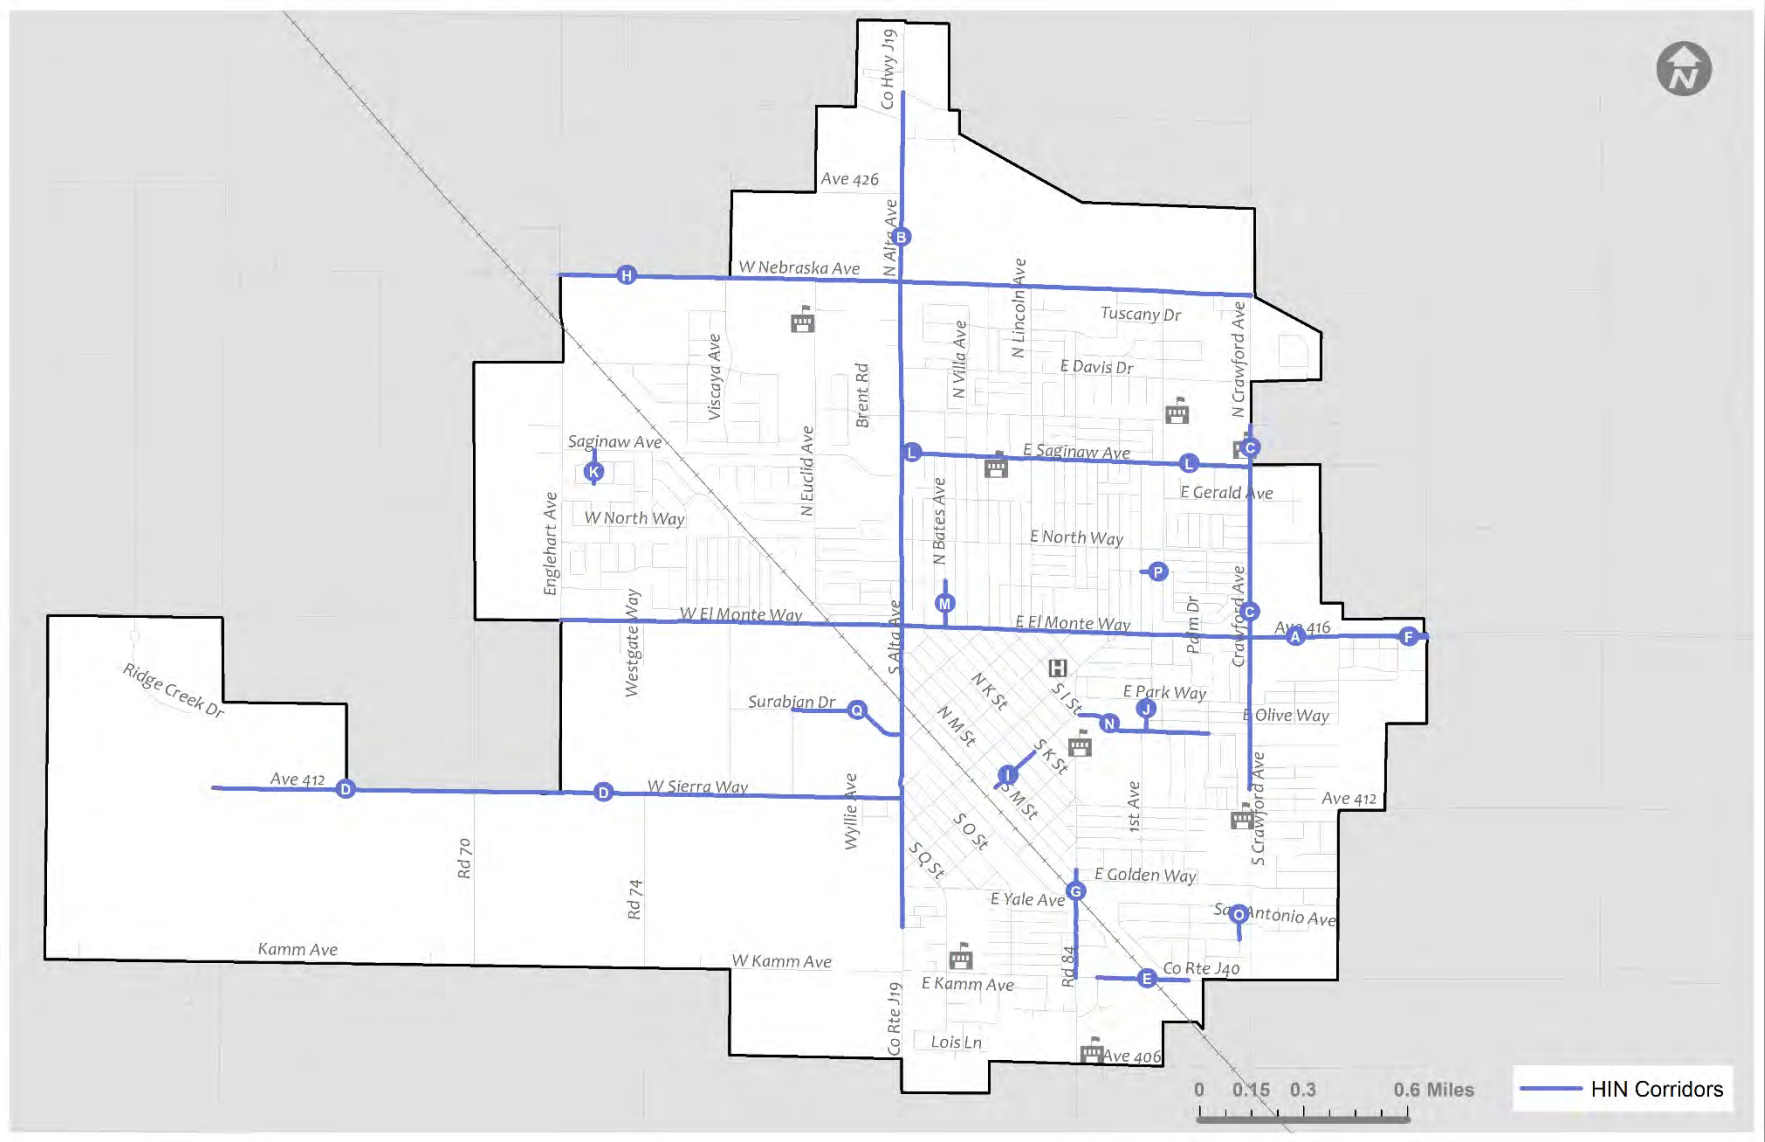 Co Hwy J19
N
Ave 426
N Alta Ave
B
H
W Nebraska Ave
N Lincoln Ave
Tuscany Dr
N Crawford Ave
Viscaya Ave
Brent Rd
N Villa Ave
E Davis Dr
Saginaw Ave
K
N Euclid Ave
L
E Saginaw Ave
L
C
E Gerald Ave
Englehart Ave
W North Way
N Bates Ave
E North Way
P
M
W El Monte Way
E El Monte Way
S Alta Ave
Palm Dr
Crawford Ave
C
Ave 416
A
F
Westgate Way
Ridge Creek Dr
H
N K St
S I St
E Park Way
Surabian Dr
Q
N M St
J
N
E Olive Way
S K St
I
S M St
Ave 412
D
D
W Sierra Way
Wyllie Ave
1st Ave
S Crawford Ave
Ave 412
S O St
S Q St
Rd 70
Rd 74
E Golden Way
G
E Yale Ave
O
San Antonio Ave
Kamm Ave
W Kamm Ave
Rd 84
Co Rte J40
E
E Kamm Ave
Co Rte J19
Lois Ln
Ave 406
0 0.15 0.3 0.6 Miles
HIN Corridors